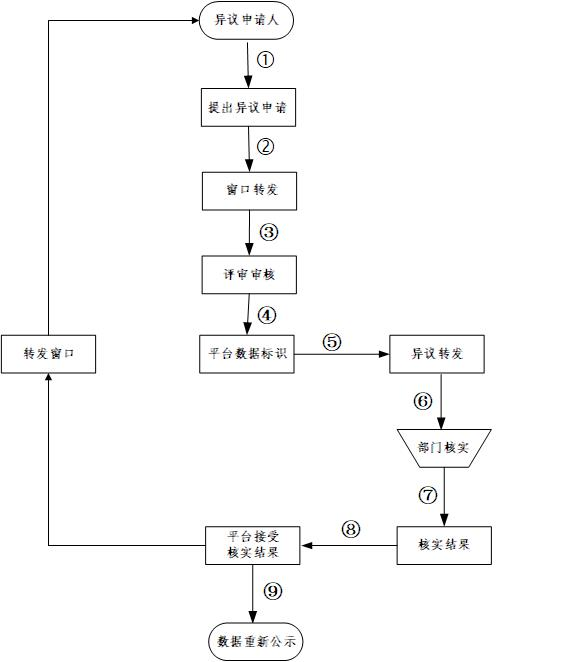 异议申请人
①
提出异议申请
②
窗口转发
③
评审审核
④
转发窗口
平台数据标识
⑤
异议转发
⑥
部门核实
⑦
平台接受
核实结果
⑧
核实结果
⑨
数据重新公示